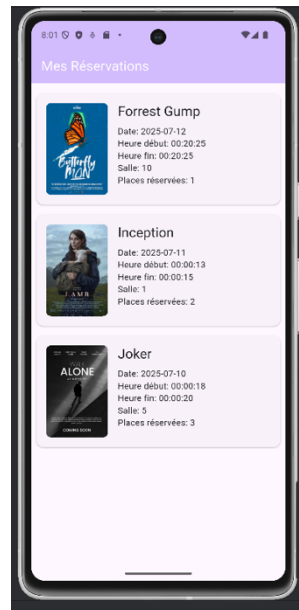 8:01
Mes Réservations
Forrest Gump
Date: 2025-07-12
Heure début: 00:20:25
Heure fin: 00:20:25
Salle: 10
Places réservées: 1
Butterfly
MAN
Inception
Date: 2025-07-11
Heure début: 00:00:13
Heure fin: 00:00:15
Salle: 1
Places réservées: 2
LAMB
Joker
Date: 2025-07-10
Heure début: 00:00:18
Heure fin: 00:00:20
Salle: 5
Places réservées: 3
ALONE
COMING SOON